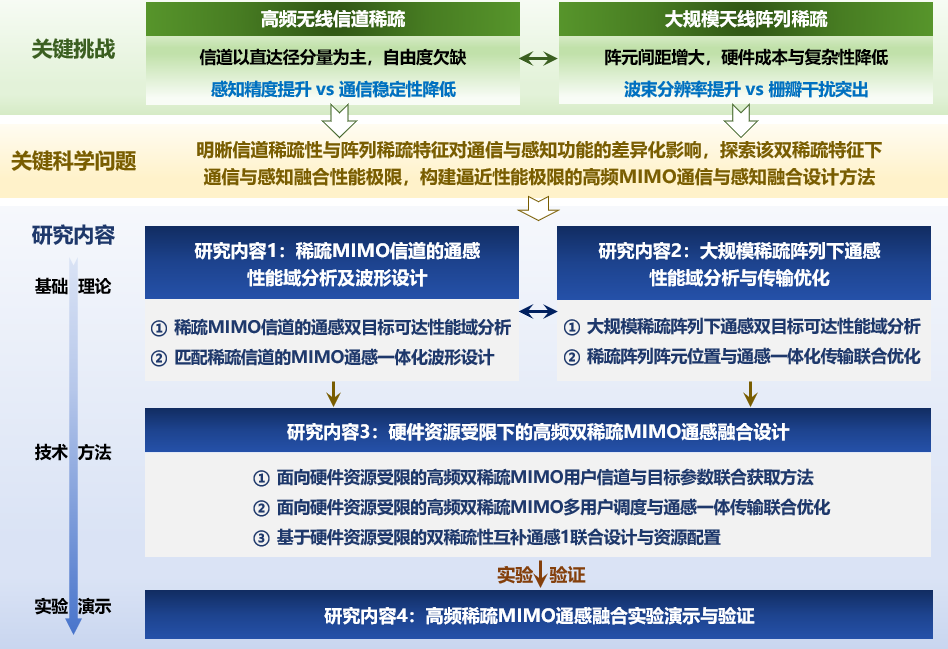 关键挑战
高频无线信道稀疏
信道以直达径分量为主，自由度欠缺
感知精度提升 vs 通信稳定性降低
大规模天线阵列稀疏
阵元间距增大，硬件成本与复杂性降低
波束分辨率提升 vs 栅瓣干扰突出
关键科学问题
明晰信道稀疏性与阵列稀疏特征对通信与感知功能的差异化影响，探索该双稀疏特征下
通信与感知融合性能极限，构建逼近性能极限的高频MIMO通信与感知融合设计方法
研究内容
基础 理论
研究内容1：稀疏MIMO信道的通感
性能域分析及波形设计
① 稀疏MIMO信道的通感双目标可达性能域分析
② 匹配稀疏信道的MIMO通感一体化波形设计
研究内容2：大规模稀疏阵列下通感
性能域分析与传输优化
① 大规模稀疏阵列下通感双目标可达性能域分析
② 稀疏阵列阵元位置与通感一体化传输联合优化
技术 方法
研究内容3：硬件资源受限下的高频双稀疏MIMO通感融合设计
① 面向硬件资源受限的高频双稀疏MIMO用户信道与目标参数联合获取方法
② 面向硬件资源受限的高频双稀疏MIMO多用户调度与通感一体传输联合优化
③ 基于硬件资源受限的双稀疏性互补通感1联合设计与资源配置
实验 验证
实验 演示
研究内容4：高频稀疏MIMO通感融合实验演示与验证